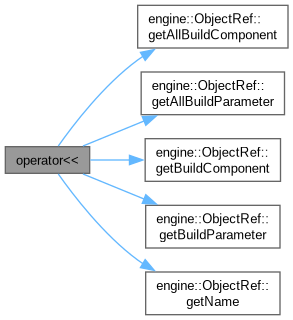 engine::ObjectRef::
getAllBuildComponent
engine::ObjectRef::
getAllBuildParameter
operator<<
engine::ObjectRef::
getBuildComponent
engine::ObjectRef::
getBuildParameter
engine::ObjectRef::
getName